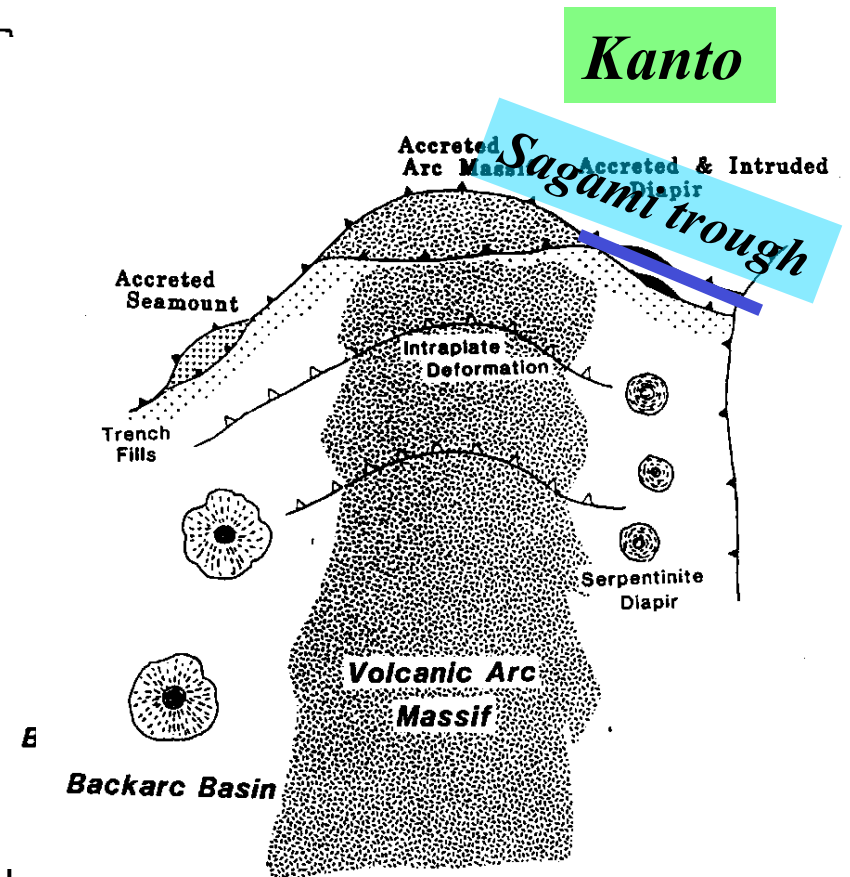 Kanto
Accreted
Arc Massif
Accreted & Intruded
Diapir
Sagami trough
Accreted
Seamount
Intraplate
Deformation
Trench
Fills
Serpentinite
Diapir
Volcanic Arc
Massif
B
Backarc Basin